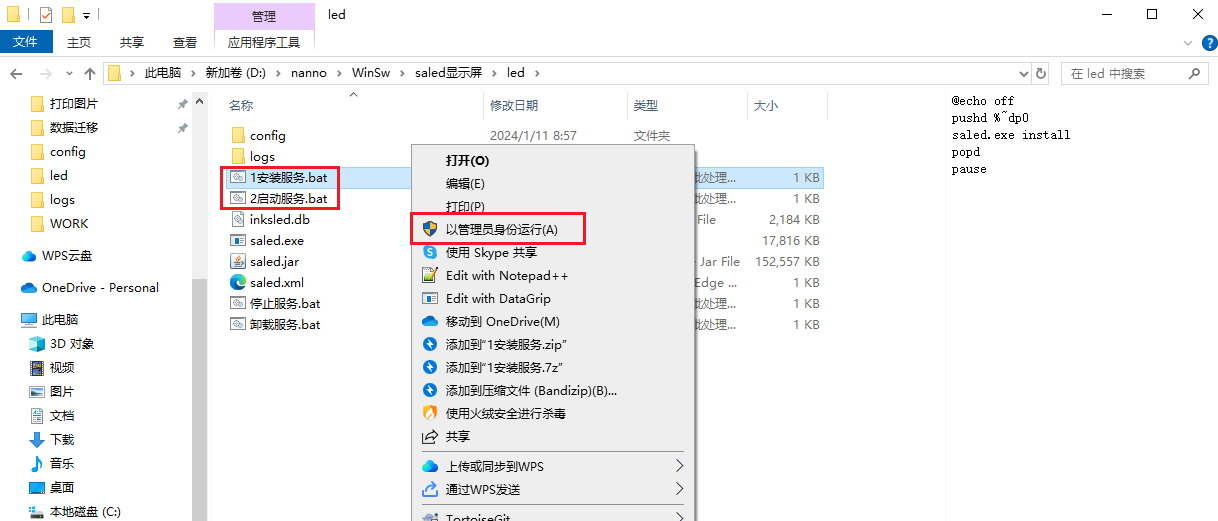 管理
led
文件
主页
共享
查看
应用程序工具
此电脑 › 新加卷 (D:) › nanno › WinSw › saled显示屏 › led ›
在 led 中搜索
打印图片
数据迁移
config
led
logs
WORK
WPS云盘
OneDrive - Personal
此电脑
3D 对象
视频
图片
文档
下载
音乐
桌面
本地磁盘 (C:)
名称 修改日期 类型 大小
config 2024/1/11 8:57 文件夹
logs
1安装服务.bat 批处理... 1 KB
2启动服务.bat 批处理... 1 KB
inksled.db File 2,184 KB
saled.exe 17,816 KB
saled.jar Jar File 152,557 KB
saled.xml Edge ... 1 KB
停止服务.bat 批处理... 1 KB
卸载服务.bat 批处理... 1 KB
打开(O)
编辑(E)
打印(P)
以管理员身份运行(A)
使用 Skype 共享
Edit with Notepad++
Edit with DataGrip
移动到 OneDrive(M)
添加到“1安装服务.zip”
添加到“1安装服务.7z”
添加到压缩文件 (Bandizip)(B)...
使用火绒安全进行杀毒
共享
上传或同步到WPS
通过WPS发送
TortoiseGit
@echo off
pushd %~dp0
saled.exe install
popd
pause